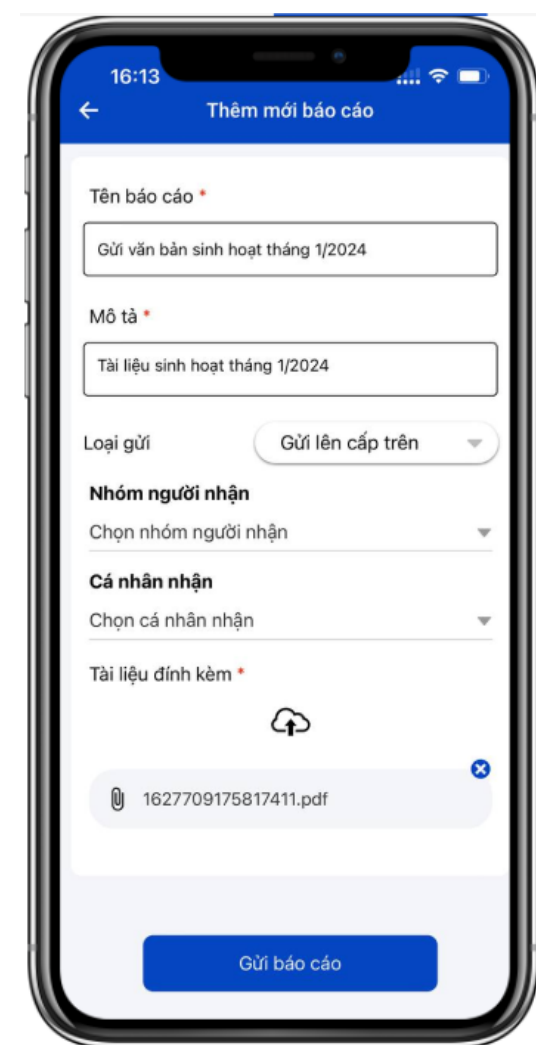 16:13
Thêm mới báo cáo
Tên báo cáo *
Gửi văn bản sinh hoạt tháng 1/2024
Mô tả *
Tài liệu sinh hoạt tháng 1/2024
Loại gửi Gửi lên cấp trên
Nhóm người nhận
Chọn nhóm người nhận
Cá nhân nhận
Chọn cá nhân nhận
Tài liệu đính kèm *
1627709175817411.pdf
Gửi báo cáo